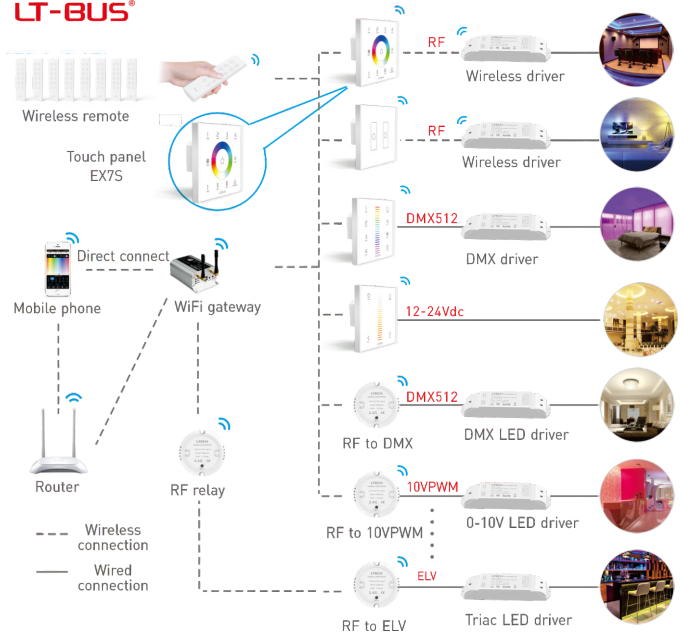 LT-BUS®
Wireless remote
Touch panel
EX7S
RF
Wireless driver
RF
Wireless driver
DMX512
DMX driver
Direct connect
Mobile phone
WiFi gateway
12-24Vdc
DMX512
RF to DMX
DMX LED driver
Router
RF relay
10VPWM
RF to 10VPWM
0-10V LED driver
Wireless
connection
Wired
connection
ELV
RF to ELV
Triac LED driver